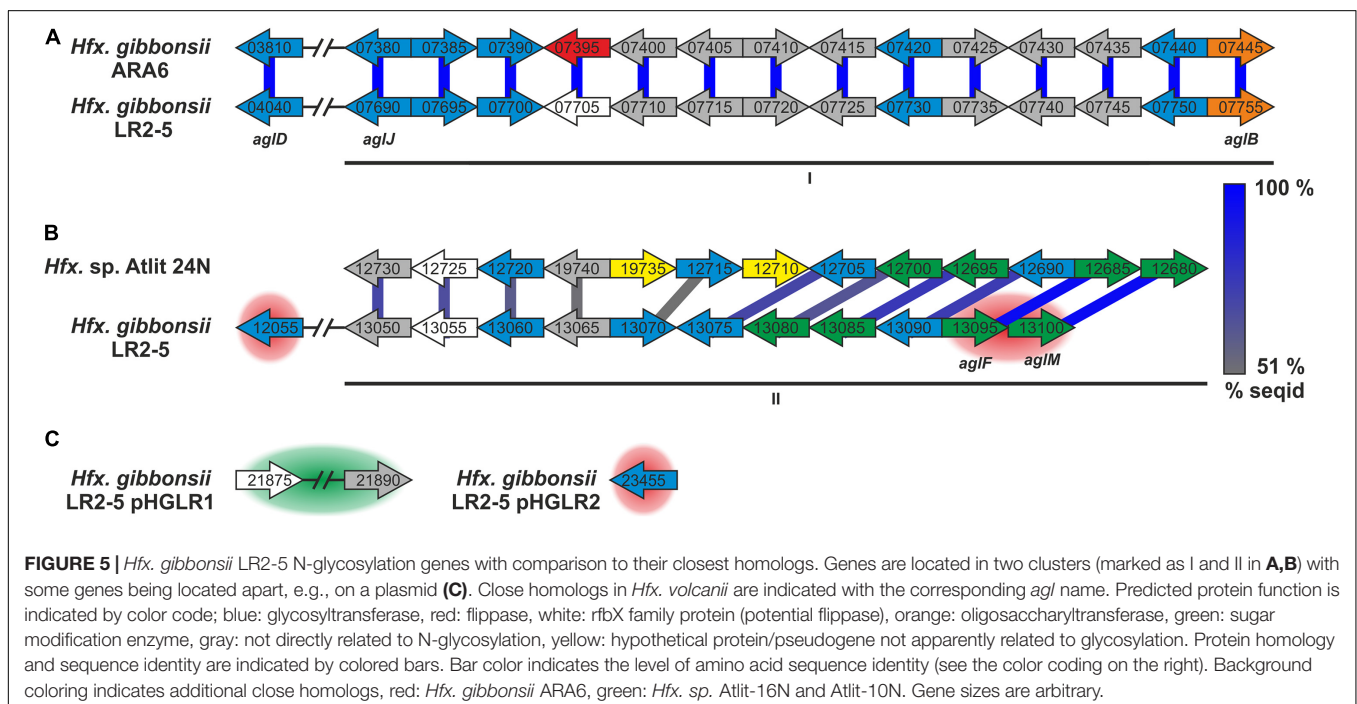 A
Hfx. gibbonsii
ARA6
03810 07380 07385 07390 07395 07400 07405 07410 07415 07420 07425 07430 07435 07440 07445
Hfx. gibbonsii
LR2-5
04040 07690 07695 07700 07705 07710 07715 07720 07725 07730 07735 07740 07745 07750 07755
aglD aglJ aglB
I
100 %
51 %
% seqid
B
Hfx. sp. Atlit 24N
12730 12725 12720 19740 19735 12715 12710 12705 12700 12695 12690 12685 12680
Hfx. gibbonsii
LR2-5
12055 13050 13055 13060 13065 13070 13075 13080 13085 13090 13095 13100
aglF aglM
II
C
Hfx. gibbonsii
LR2-5 pHGLR1
21875 21890
Hfx. gibbonsii
LR2-5 pHGLR2
23455
FIGURE 5 | Hfx. gibbonsii LR2-5 N-glycosylation genes with comparison to their closest homologs. Genes are located in two clusters (marked as I and II in A,B) with
some genes being located apart, e.g., on a plasmid (C). Close homologs in Hfx. volcanii are indicated with the corresponding agl name. Predicted protein function is
indicated by color code; blue: glycosyltransferase, red: flippase, white: rfbX family protein (potential flippase), orange: oligosaccharyltransferase, green: sugar
modification enzyme, gray: not directly related to N-glycosylation, yellow: hypothetical protein/pseudogene not apparently related to glycosylation. Protein homology
and sequence identity are indicated by colored bars. Bar color indicates the level of amino acid sequence identity (see the color coding on the right). Background
coloring indicates additional close homologs, red: Hfx. gibbonsii ARA6, green: Hfx. sp. Atlit-16N and Atlit-10N. Gene sizes are arbitrary.